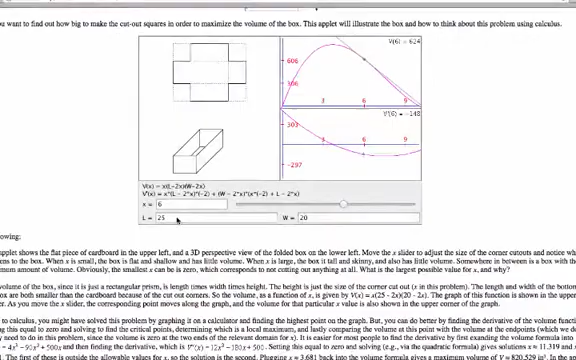 u want to find out how big to make the cut-out squares in order to maximize the volume of the box. This applet will illustrate the box and how to think about this problem using calculus.
V(6) = 624
606
306
3
6
9
V'(6) = -148
303
3
6
9
-297
V(x) = x(L-2x)(W-2x)
V'(x) = x*(L - 2*x)*(-2) + (W - 2*x)*(x*(-2) + L - 2*x)
x = 6
L = 25
W = 20
lowing:
applet shows the flat piece of cardboard in the upper left, and a 3D perspective view of the folded box on the lower left. Move the x slider to adjust the size of the corner cutouts and notice wh
ens to the box. When x is small, the box is flat and shallow and has little volume. When x is large, the box it tall and skinny, and also has little volume. Somewhere in between is a box with the
mum amount of volume. Obviously, the smallest x can be is zero, which corresponds to not cutting out anything at all. What is the largest possible value for x, and why?
volume of the box, since it is just a rectangular prism, is length times width times height. The height is just the size of the corner cut out (x in this problem). The length and width of the bottom
ox are both smaller than the cardboard because of the cut out corners. So the volume, as a function of x, is given by V(x) = x(25 - 2x)(20 - 2x). The graph of this function is shown in the upper
corner. As you move the x slider, the corresponding point moves along the graph, and the volume for that particular x value is also shown in the upper corner of the graph.
to calculus, you might have solved this problem by graphing it on a calculator and finding the highest point on the graph. But, you can do better by finding the derivative of the volume function
ng this equal to zero and solving to find the critical points, determining which is a local maximum, and lastly comparing the volume at this point with the volume at the endpoints (which we d
need to do in this problem, since the volume is zero at the two ends of the relevant domain for x). It is easier for most people to find the derivative by first expanding the volume formula into
= 4x³ - 90x² + 500x and then finding the derivative, which is f'(x) = 12x² - 180x + 500. Setting this equal to zero and solving (e.g., via the quadratic formula) gives solutions x ≈ 11.319 and
. The first of these is outside the allowable values for x, so the solution is the second. Plugging x ≈ 3.681 back into the volume formula gives a maximum volume of V ≈ 820.529 in³. In the